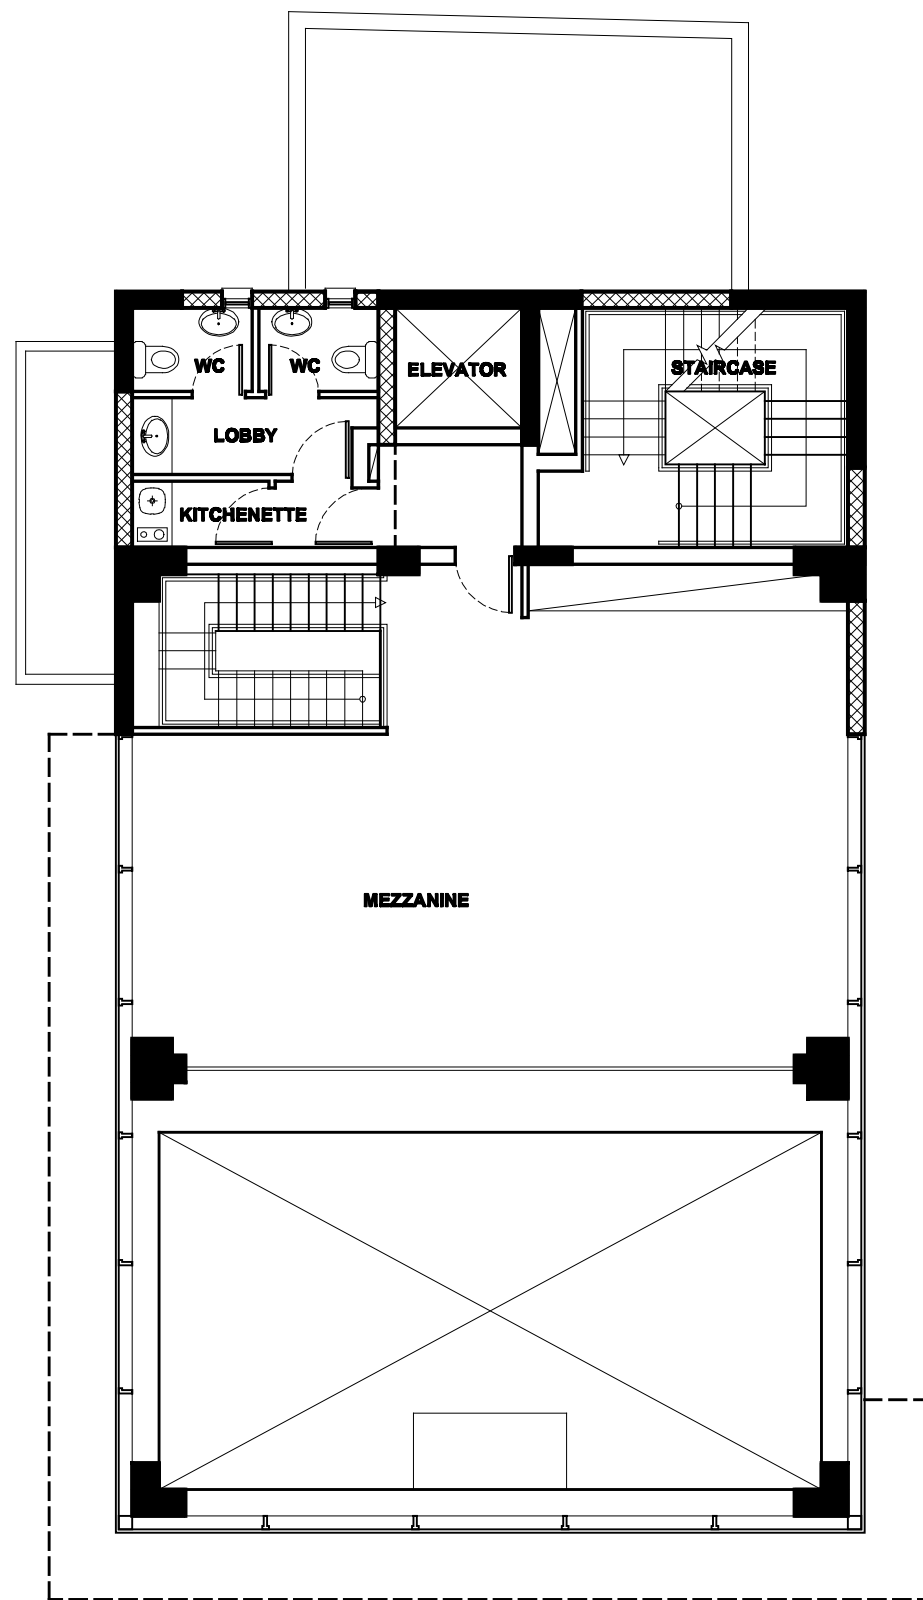 WC
WC
ELEVATOR
STAIRCASE
LOBBY
KITCHENETTE
MEZZANINE